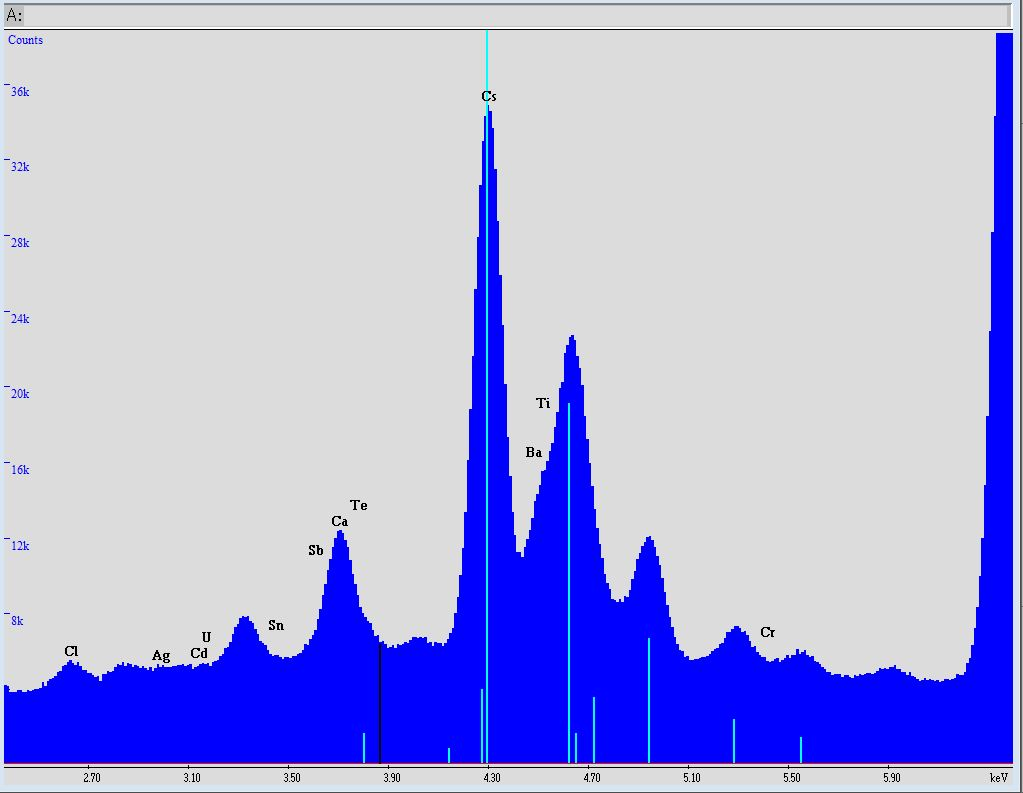 A:
Counts
36k
Cs
32k
28k
24k
20k
Ti
16k
Ba
Te
12k
Ca
Sb
8k
Sn
Cr
U
Cl
Ag
Cd
2.70 3.10 3.50 3.90 4.30 4.70 5.10 5.50 5.90 keV